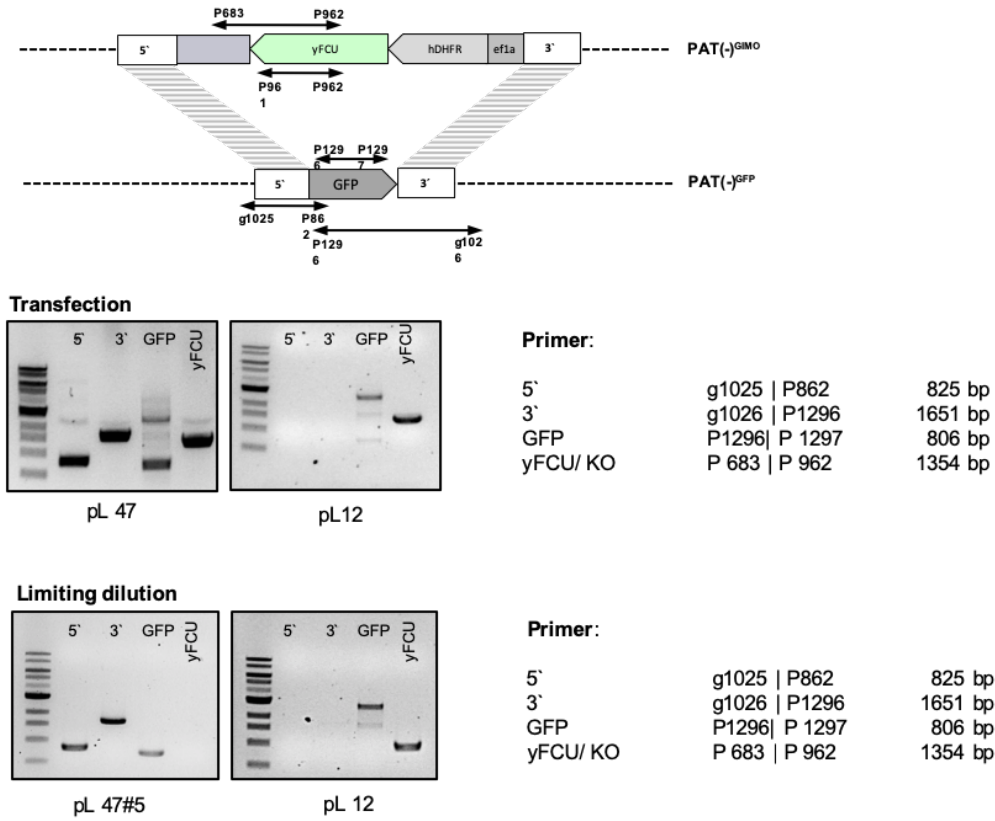 P683 P962
5` yFCU hDHFR ef1a 3` PAT(-)GIMO
P96 P962
1
P129 P129
6 7
5` GFP 3´ PAT(-)GFP
g1025 P86 g102
2 6
P129
6
Transfection
5` 3` GFP yFCU
5` 3` GFP yFCU
pL 47
pL12
Primer:
5` g1025 | P862 825 bp
3` g1026 | P1296 1651 bp
GFP P1296| P 1297 806 bp
yFCU/ KO P 683 | P 962 1354 bp
Limiting dilution
5` 3` GFP yFCU
5` 3` GFP yFCU
pL 47#5
pL 12
Primer:
5` g1025 | P862 825 bp
3` g1026 | P1296 1651 bp
GFP P1296| P 1297 806 bp
yFCU/ KO P 683 | P 962 1354 bp